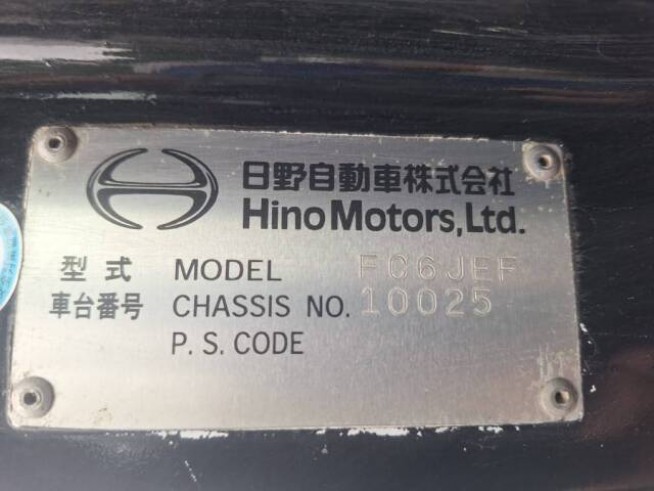 日野自動車株式会社
Hino Motors, Ltd.
型式 MODEL FC6JEF
車台番号 CHASSIS NO. 10025
P. S. CODE